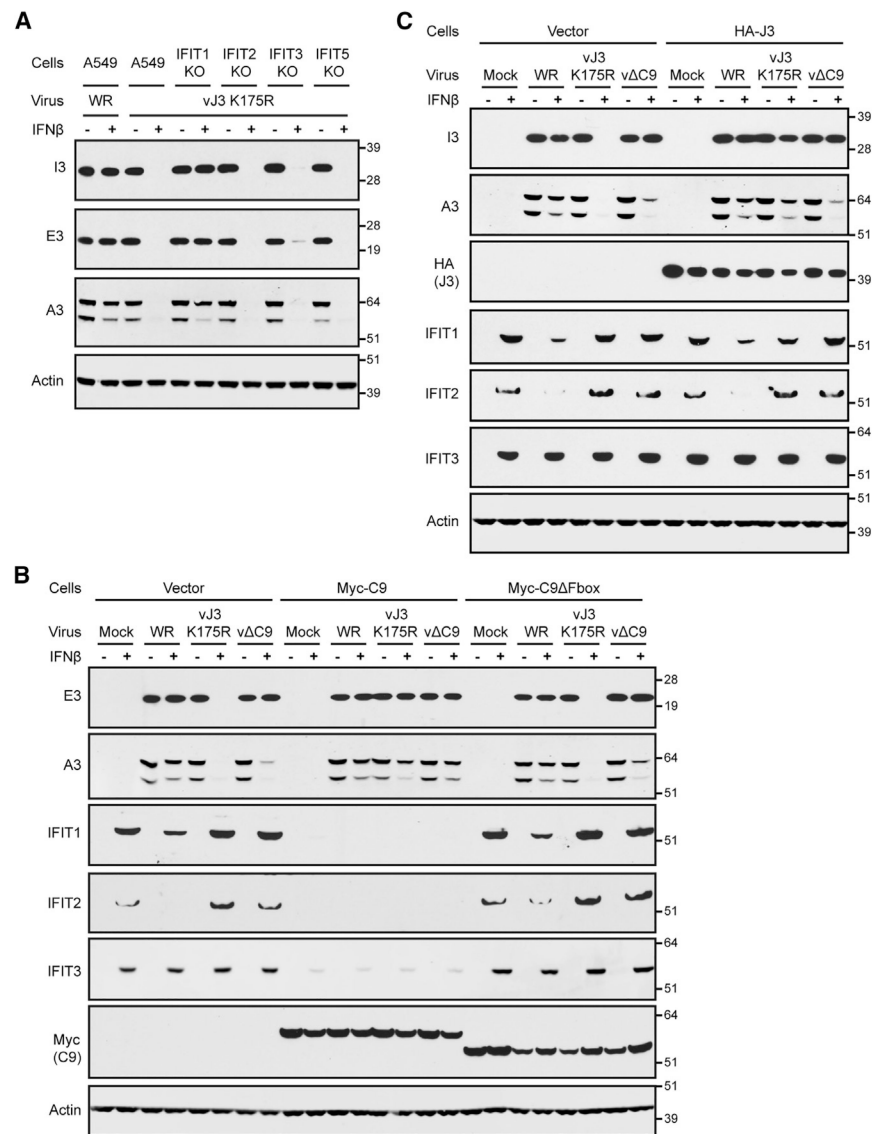 A
Cells A549 A549 IFIT1 KO IFIT2 KO IFIT3 KO IFIT5 KO
Virus WR vJ3 K175R
IFNβ - + - + - + - + - + - +
I3 39 28
E3 28 19
A3 64 51
Actin 51 39
C
Cells Vector HA-J3
Virus Mock WR vJ3 K175R vΔC9 Mock WR vJ3 K175R vΔC9
IFNβ - + - + - + - + - + - + - + - +
I3 39 28
A3 64 51
HA (J3) 39
IFIT1 51
IFIT2 51
IFIT3 64 51
Actin 51 39
B
Cells Vector Myc-C9 Myc-C9ΔFbox
Virus Mock WR vJ3 K175R vΔC9 Mock WR vJ3 K175R vΔC9 Mock WR vJ3 K175R vΔC9
IFNβ - + - + - + - + - + - + - + - + - + - + - + - +
E3 28 19
A3 64 51
IFIT1 51
IFIT2 51
IFIT3 64 51
Myc (C9) 64 51
Actin 51 39